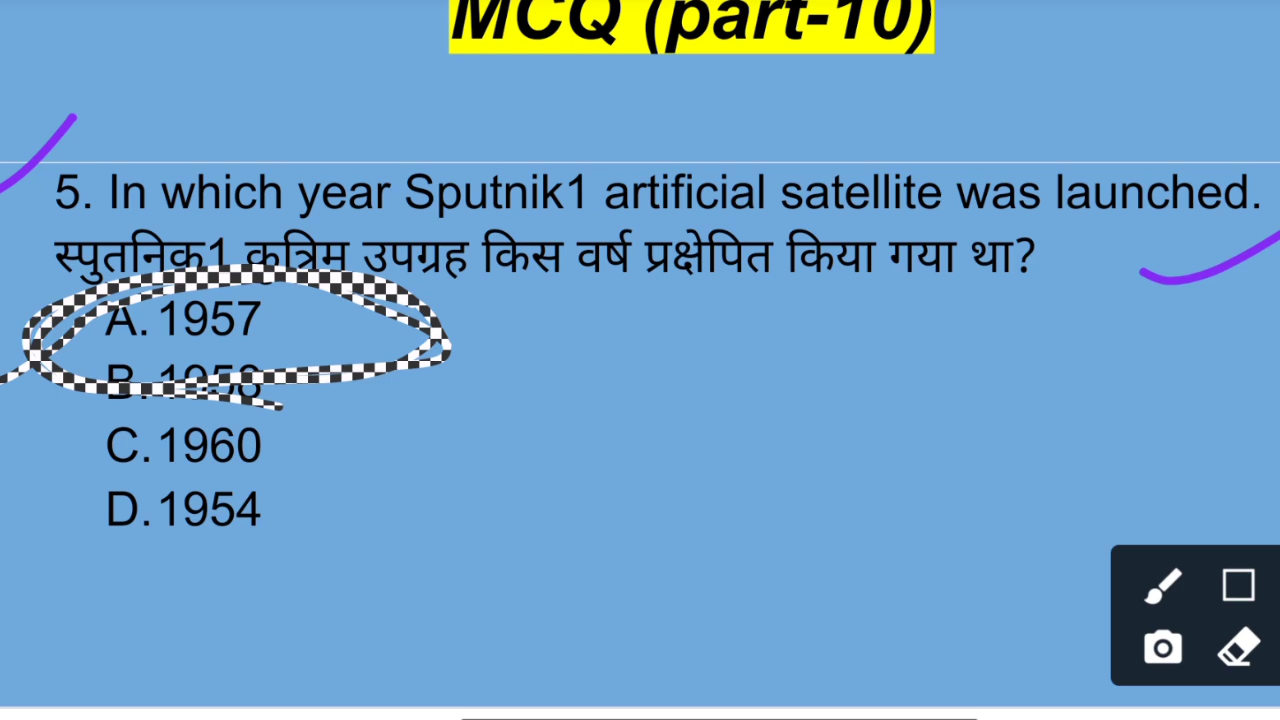 MCQ (part-10)
5. In which year Sputnik1 artificial satellite was launched.
स्पुतनिक1 कृत्रिम उपग्रह किस वर्ष प्रक्षेपित किया गया था?
A. 1957
B. 1958
C. 1960
D. 1954